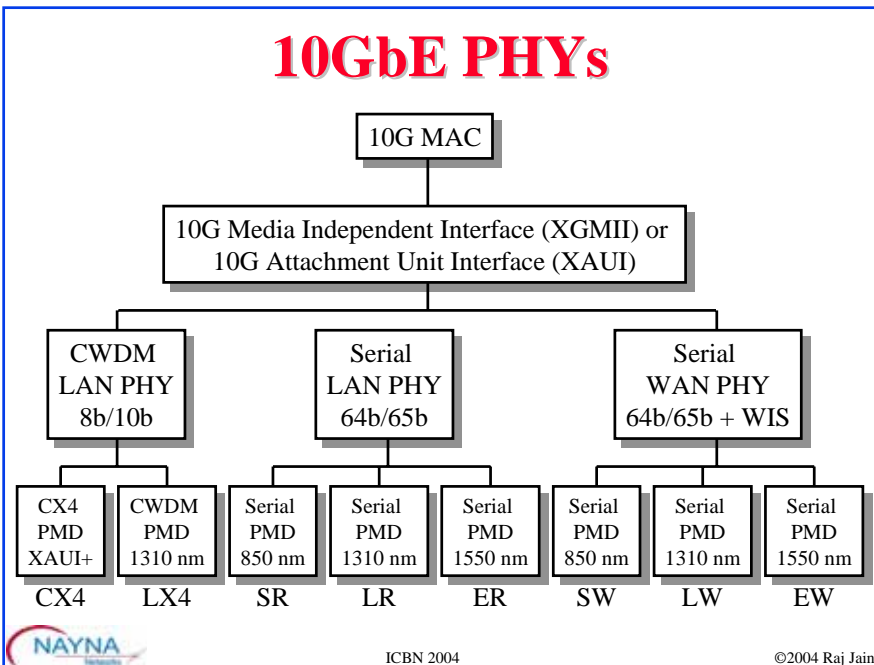 10GbE PHYs
10G MAC
10G Media Independent Interface (XGMII) or
10G Attachment Unit Interface (XAUI)
CWDM
LAN PHY
8b/10b
Serial
LAN PHY
64b/65b
Serial
WAN PHY
64b/65b + WIS
CX4
PMD
XAUI+
CWDM
PMD
1310 nm
Serial
PMD
850 nm
Serial
PMD
1310 nm
Serial
PMD
1550 nm
Serial
PMD
850 nm
Serial
PMD
1310 nm
Serial
PMD
1550 nm
CX4 LX4 SR LR ER SW LW EW
NAYNA
Networks
ICBN 2004
©2004 Raj Jain